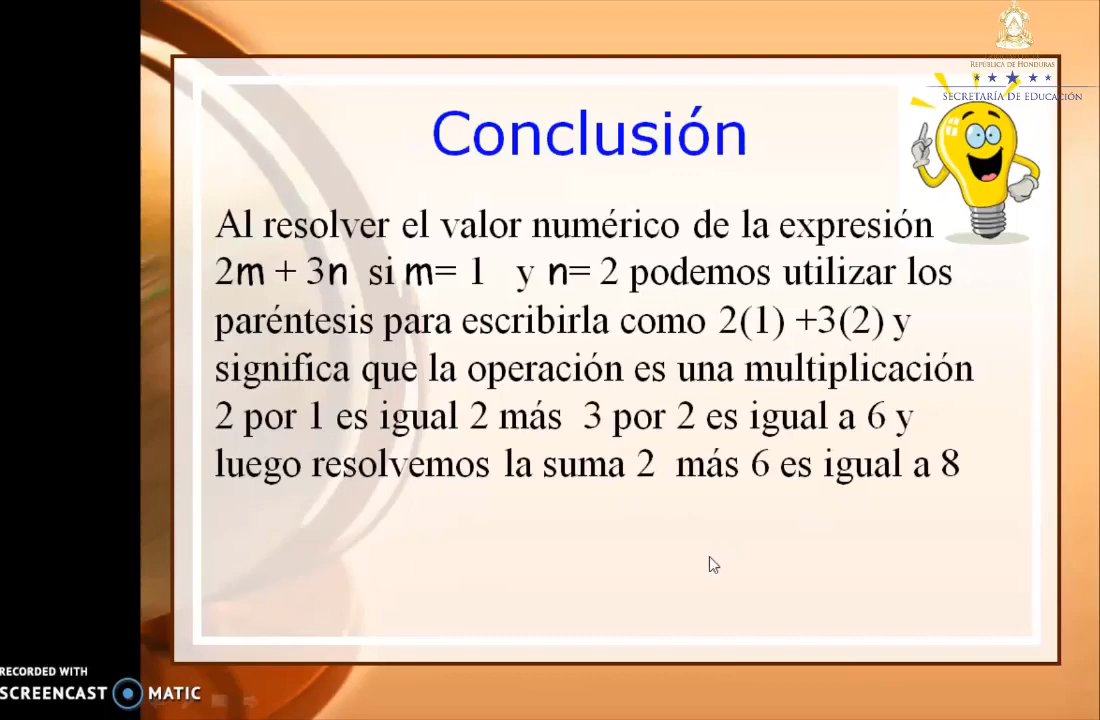 REPÚBLICA DE HONDURAS
SECRETARÍA DE EDUCACIÓN
Conclusión
Al resolver el valor numérico de la expresión
2m + 3n si m= 1 y n= 2 podemos utilizar los
paréntesis para escribirla como 2(1) +3(2) y
significa que la operación es una multiplicación
2 por 1 es igual 2 más 3 por 2 es igual a 6 y
luego resolvemos la suma 2 más 6 es igual a 8
RECORDED WITH
SCREENCAST MATIC